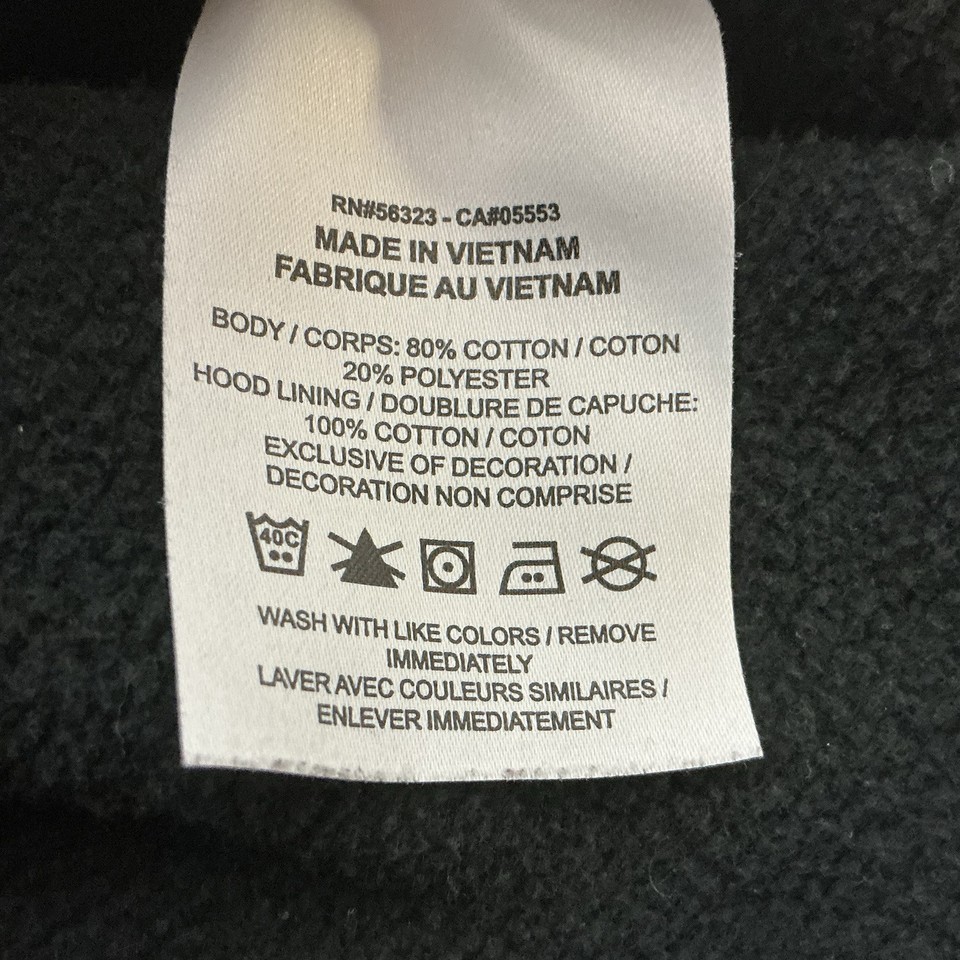 RN#56323 - CA#05553
MADE IN VIETNAM
FABRIQUE AU VIETNAM
BODY / CORPS: 80% COTTON / COTON
20% POLYESTER
HOOD LINING / DOUBLURE DE CAPUCHE:
100% COTTON / COTON
EXCLUSIVE OF DECORATION /
DECORATION NON COMPRISE
40C
WASH WITH LIKE COLORS / REMOVE
IMMEDIATELY
LAVER AVEC COULEURS SIMILAIRES /
ENLEVER IMMEDIATEMENT